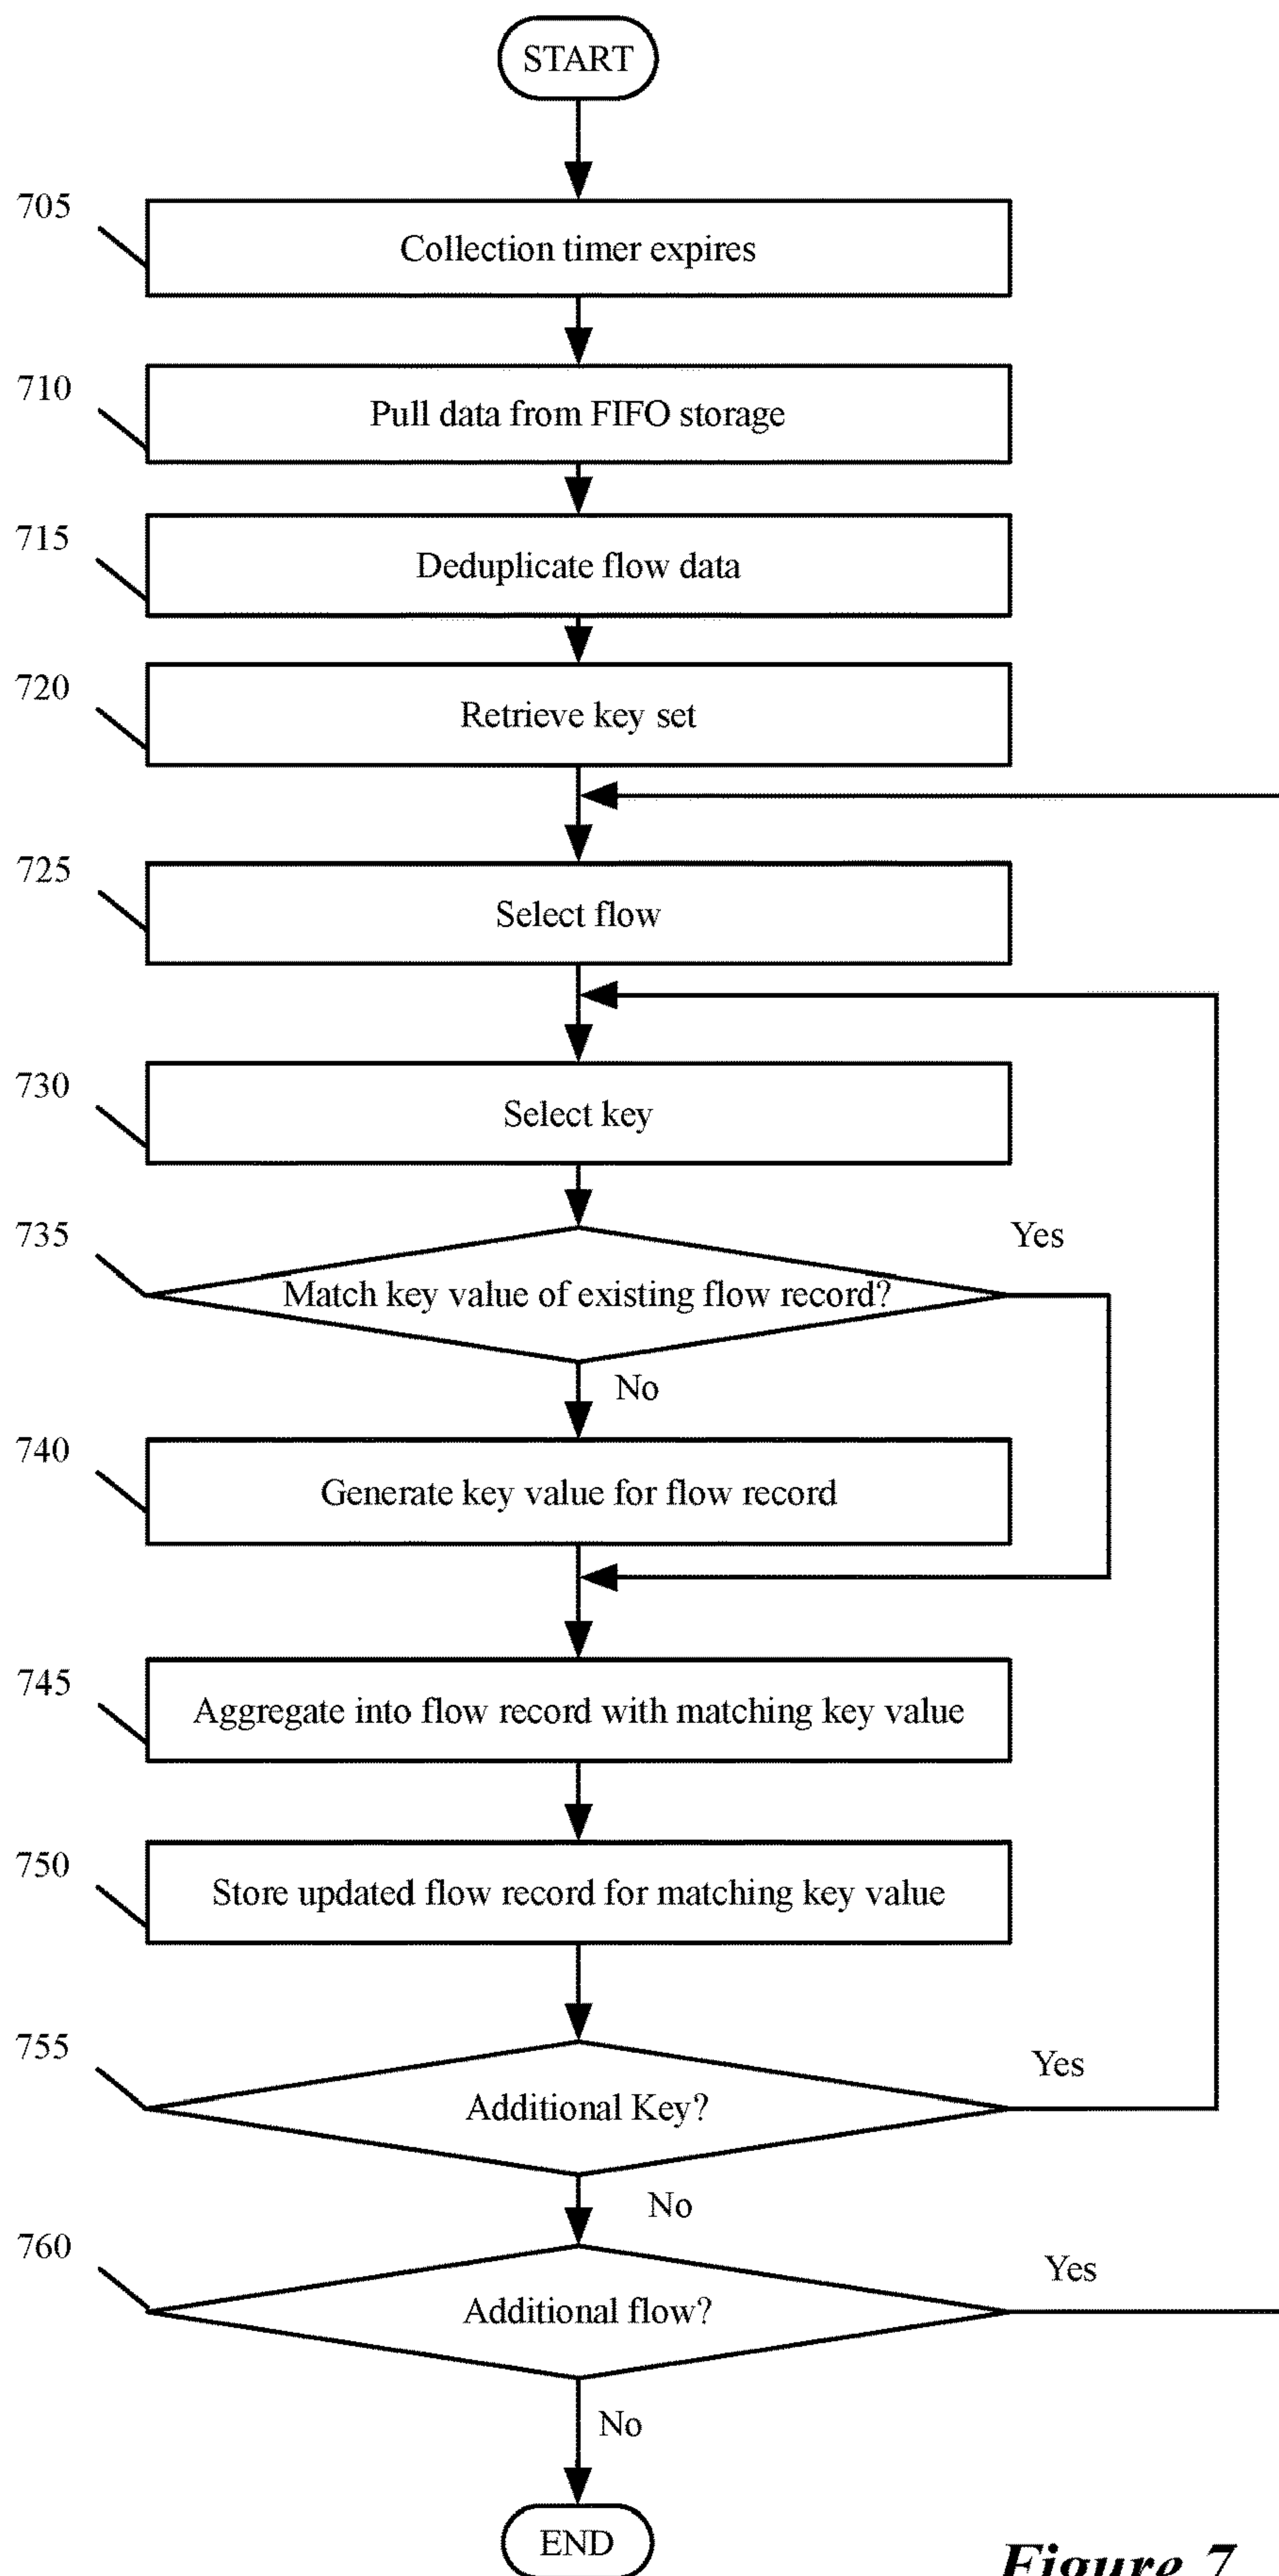 START
705
Collection timer expires
710
Pull data from FIFO storage
715
Deduplicate flow data
720
Retrieve key set
725
Select flow
730
Select key
735
Yes
Match key value of existing flow record?
No
740
Generate key value for flow record
745
Aggregate into flow record with matching key value
750
Store updated flow record for matching key value
755
Yes
Additional Key?
No
760
Yes
Additional flow?
No
END
Figure 7